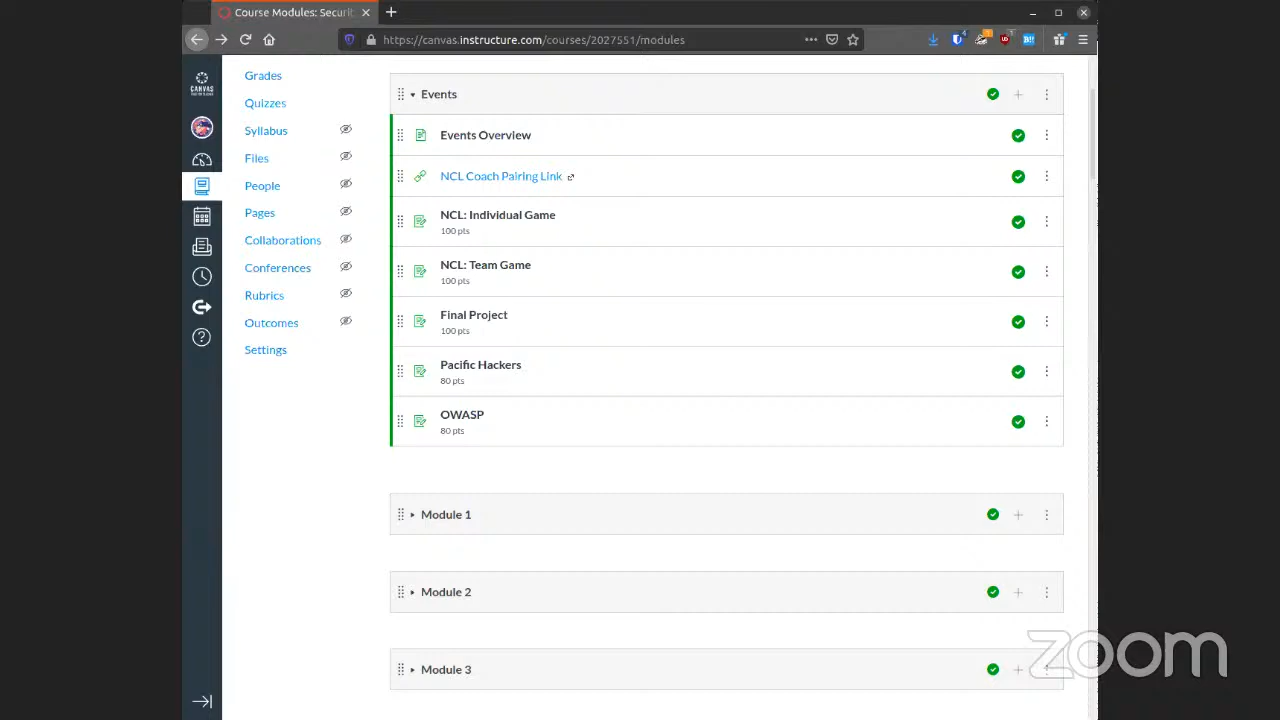 Course Modules: Securit
https://canvas.instructure.com/courses/2027551/modules
CANVAS
Grades
Quizzes
Syllabus
Files
People
Pages
Collaborations
Conferences
Rubrics
Outcomes
Settings
Events
Events Overview
NCL Coach Pairing Link
NCL: Individual Game
100 pts
NCL: Team Game
100 pts
Final Project
100 pts
Pacific Hackers
80 pts
OWASP
80 pts
Module 1
Module 2
Module 3
zoom